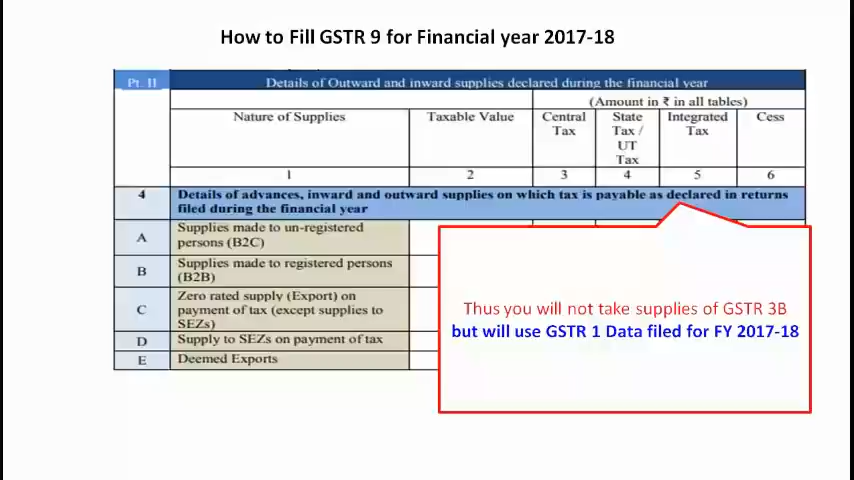 How to Fill GSTR 9 for Financial year 2017-18
Pt. II
Details of Outward and inward supplies declared during the financial year
(Amount in ₹ in all tables)
Nature of Supplies
Taxable Value
Central
Tax
State
Tax /
UT
Tax
Integrated
Tax
Cess
1
2
3
4
5
6
4
Details of advances, inward and outward supplies on which tax is payable as declared in returns
filed during the financial year
A
Supplies made to un-registered
persons (B2C)
B
Supplies made to registered persons
(B2B)
C
Zero rated supply (Export) on
payment of tax (except supplies to
SEZs)
D
Supply to SEZs on payment of tax
E
Deemed Exports
Thus you will not take supplies of GSTR 3B
but will use GSTR 1 Data filed for FY 2017-18